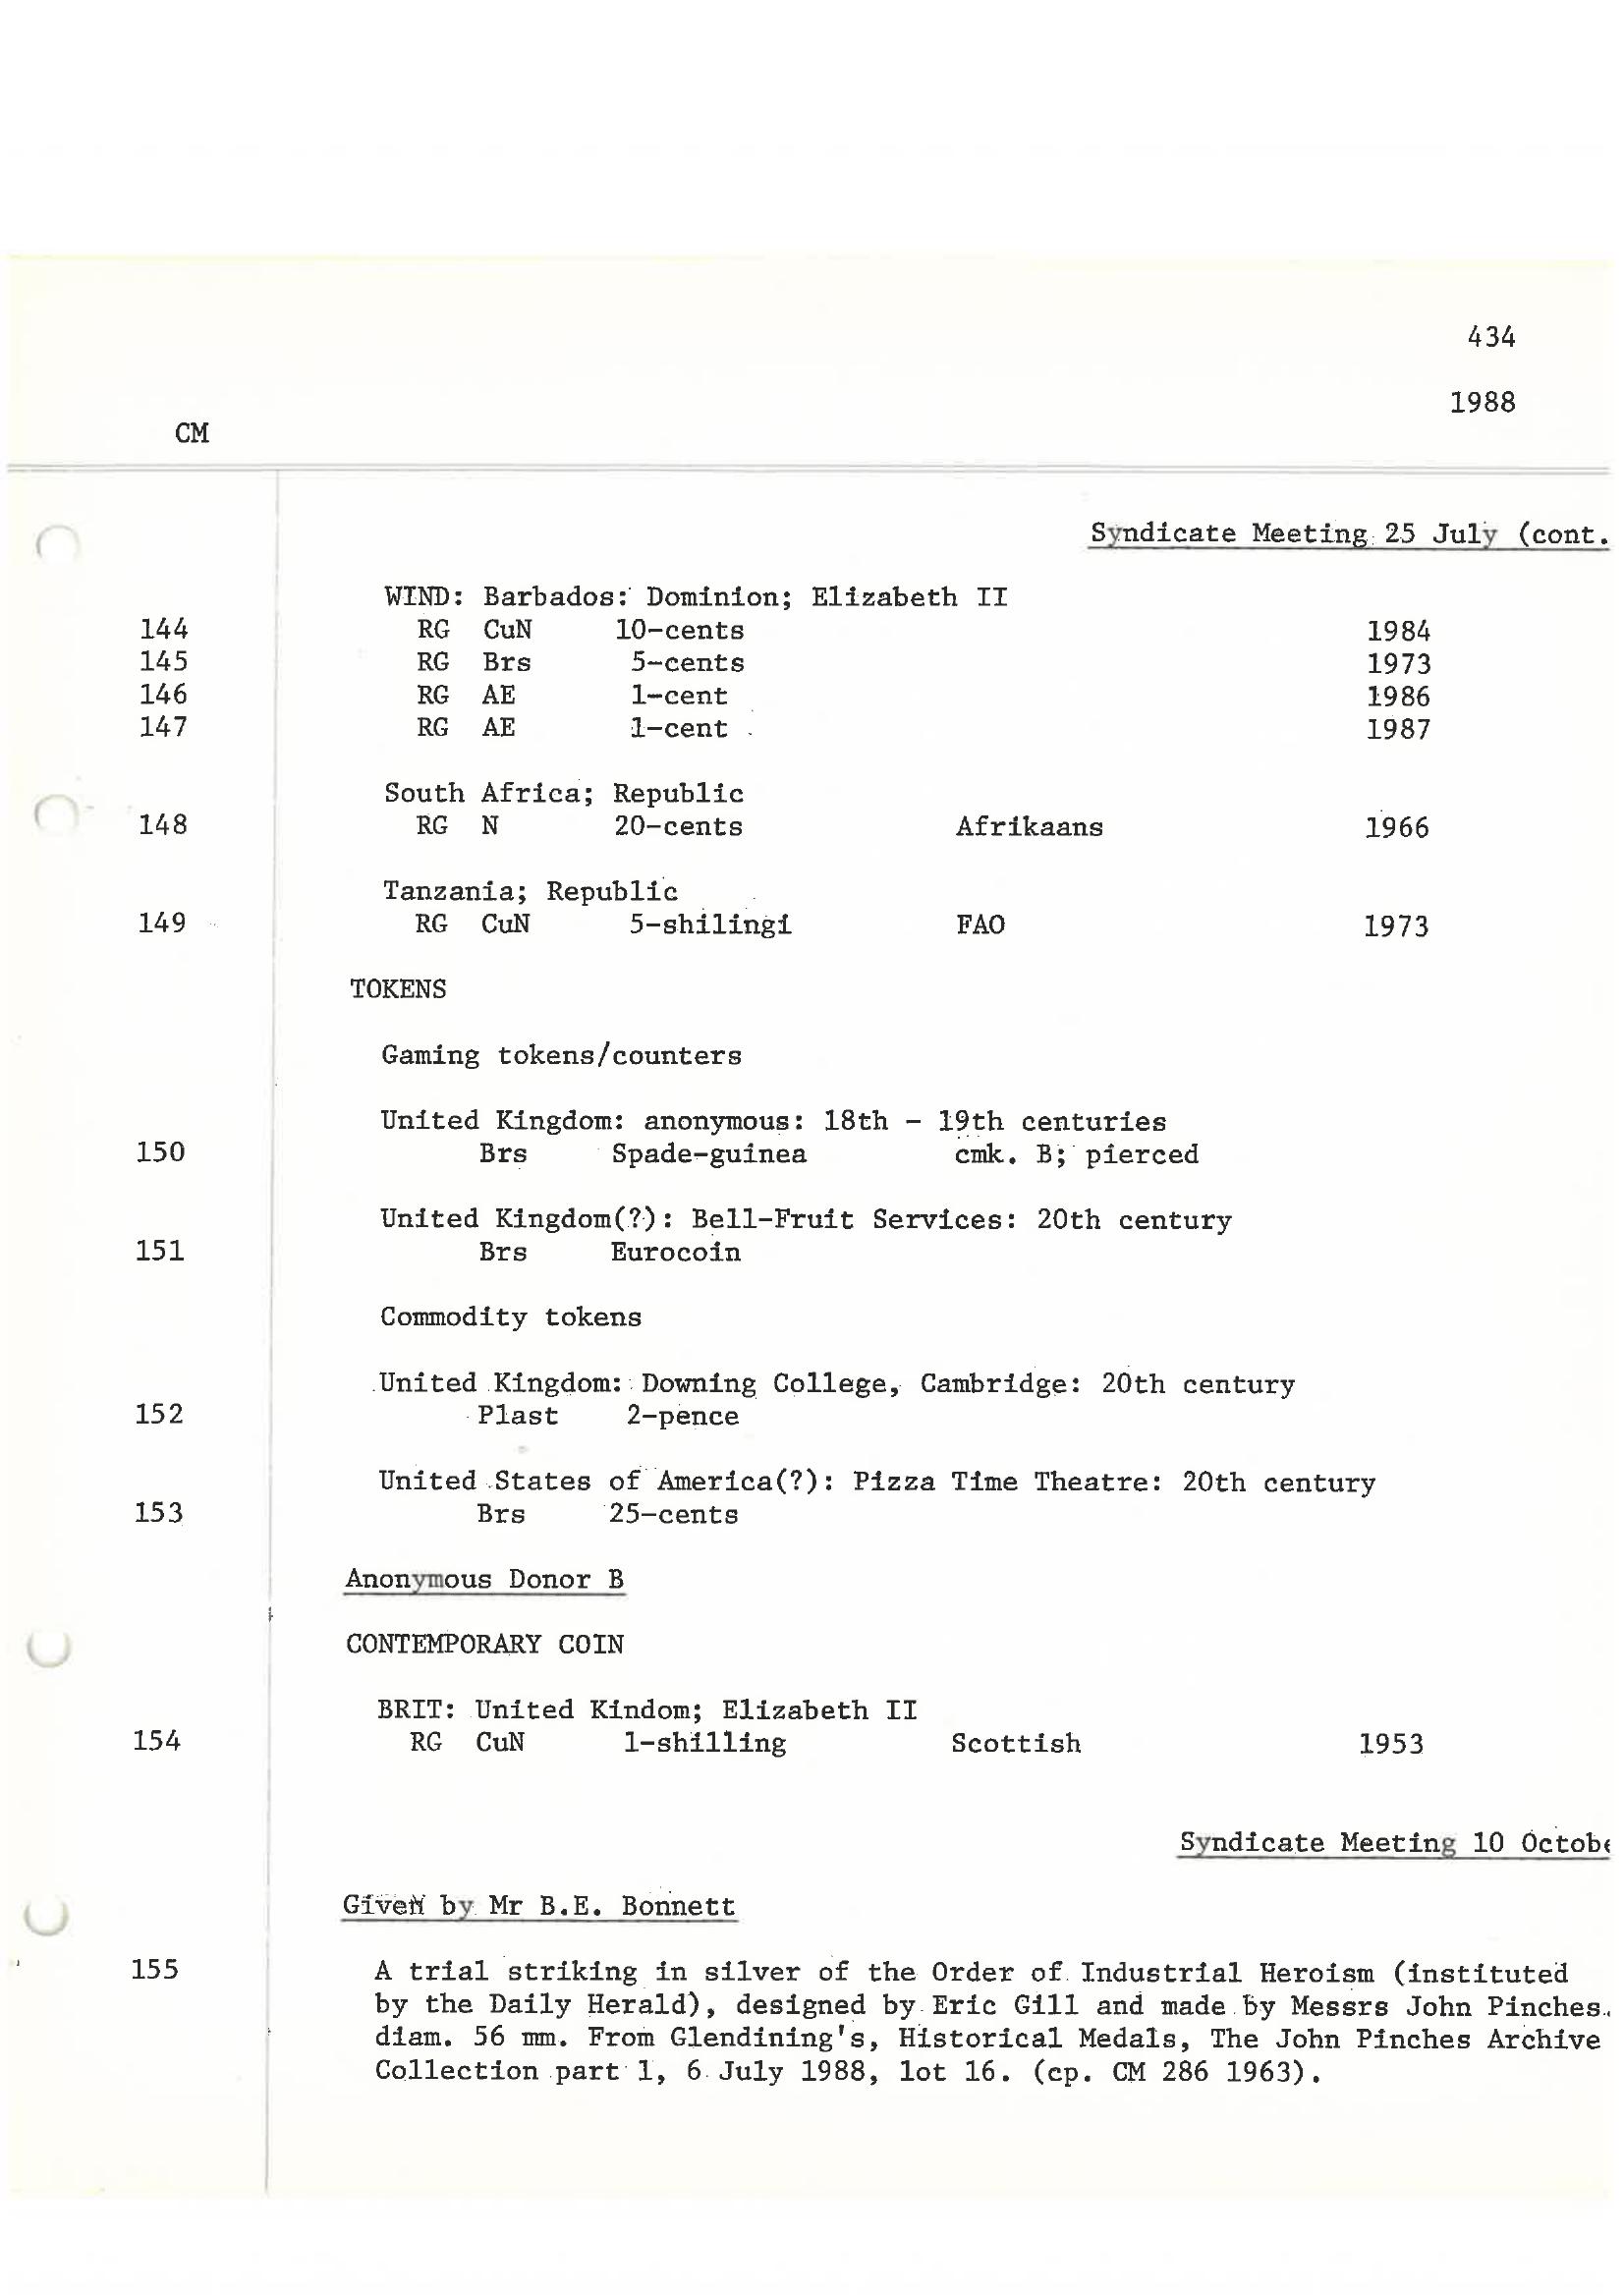 434
1988
CM
Syndicate Meeting 25 July (cont.
WIND: Barbados: Dominion; Elizabeth II
144 RG CuN 10-cents 1984
145 RG Brs 5-cents 1973
146 RG AE 1-cent 1986
147 RG AE 1-cent 1987
South Africa; Republic
148 RG N 20-cents Afrikaans 1966
Tanzania; Republic
149 RG CuN 5-shilingi FAO 1973
TOKENS
Gaming tokens/counters
United Kingdom: anonymous: 18th - 19th centuries
150 Brs Spade-guinea cmk. B; pierced
United Kingdom(?): Bell-Fruit Services: 20th century
151 Brs Eurocoin
Commodity tokens
United Kingdom: Downing College, Cambridge: 20th century
152 Plast 2-pence
United States of America(?): Pizza Time Theatre: 20th century
153 Brs 25-cents
Anonymous Donor B
CONTEMPORARY COIN
BRIT: United Kindom; Elizabeth II
154 RG CuN 1-shilling Scottish 1953
Syndicate Meeting 10 Octobe
Given by Mr B.E. Bonnett
155 A trial striking in silver of the Order of Industrial Heroism (instituted
by the Daily Herald), designed by Eric Gill and made by Messrs John Pinches.
diam. 56 mm. From Glendining's, Historical Medals, The John Pinches Archive
Collection part 1, 6 July 1988, lot 16. (cp. CM 286 1963).